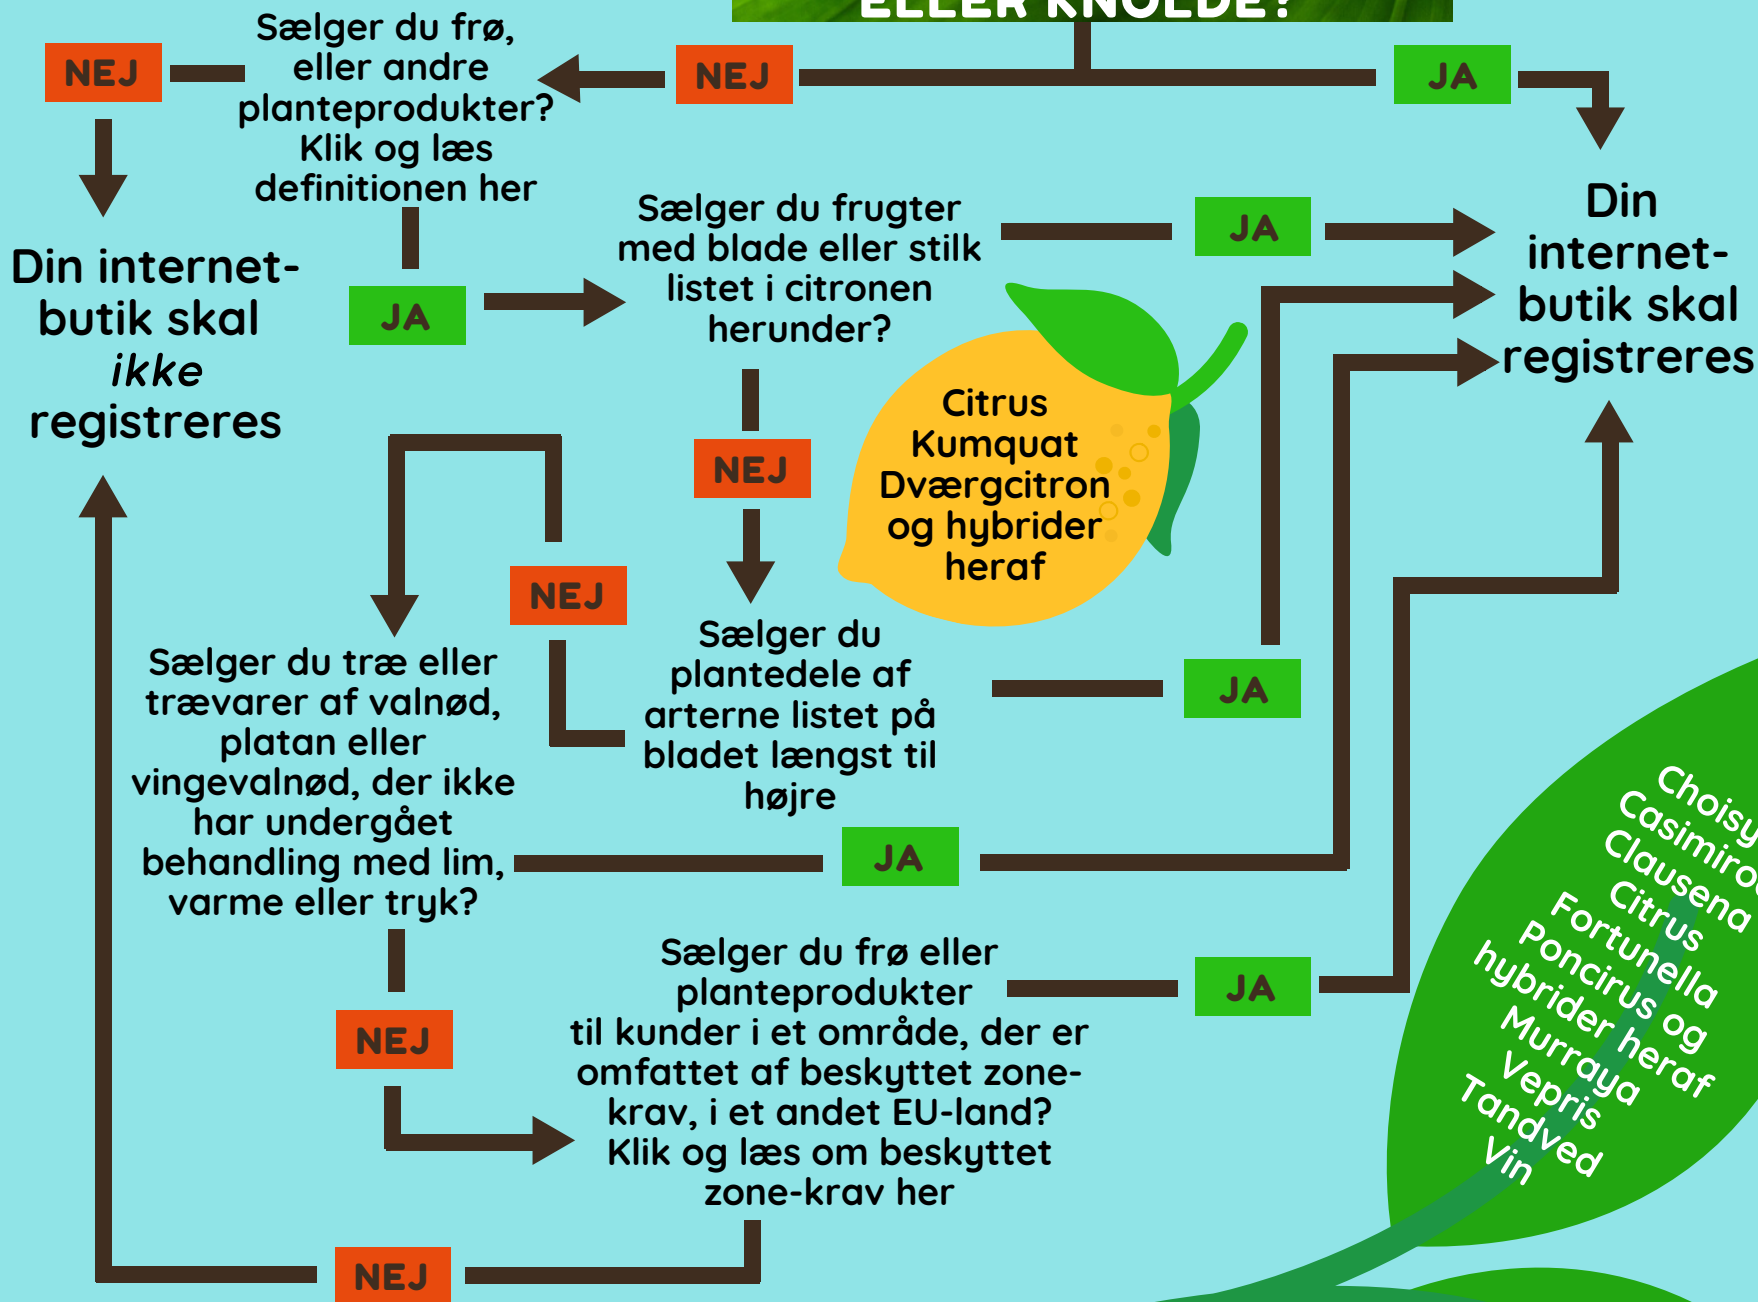 ELLER KNOLDE?
NEJ
Sælger du frø,
eller andre
planteprodukter?
Klik og læs
definitionen her
NEJ
JA
Din internet-
butik skal
ikke
registreres
JA
Sælger du frugter
med blade eller stilk
listet i citronen
herunder?
JA
Din
internet-
butik skal
registreres
NEJ
Citrus
Kumquat
Dværgcitron
og hybrider
heraf
NEJ
Sælger du
plantedele af
arterne listet på
bladet længst til
højre
JA
Sælger du træ eller
trævarer af valnød,
platan eller
vingevalnød, der ikke
har undergået
behandling med lim,
varme eller tryk?
JA
NEJ
Sælger du frø eller
planteprodukter
til kunder i et område, der er
omfattet af beskyttet zone-
krav, i et andet EU-land?
Klik og læs om beskyttet
zone-krav her
JA
NEJ
Clausena
Citrus
Fortunella
Poncirus og
hybrider heraf
Murraya
Vepris
Tandved
Vin